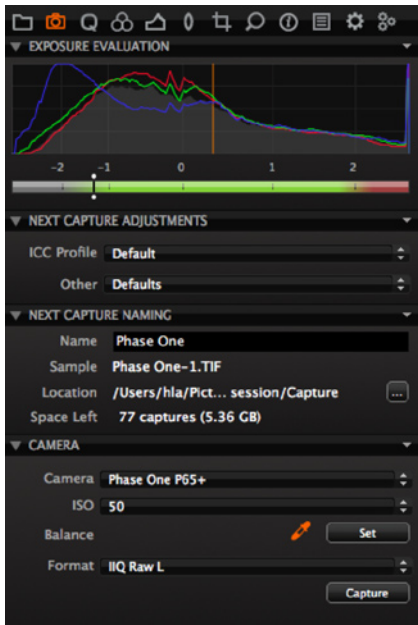 EXPOSURE EVALUATION
-2 -1 0 1 2
NEXT CAPTURE ADJUSTMENTS
ICC Profile Default
Other Defaults
NEXT CAPTURE NAMING
Name Phase One
Sample Phase One-1.TIF
Location /Users/hla/Pict... session/Capture ...
Space Left 77 captures (5.36 GB)
CAMERA
Camera Phase One P65+
ISO 50
Balance Set
Format IIQ Raw L
Capture